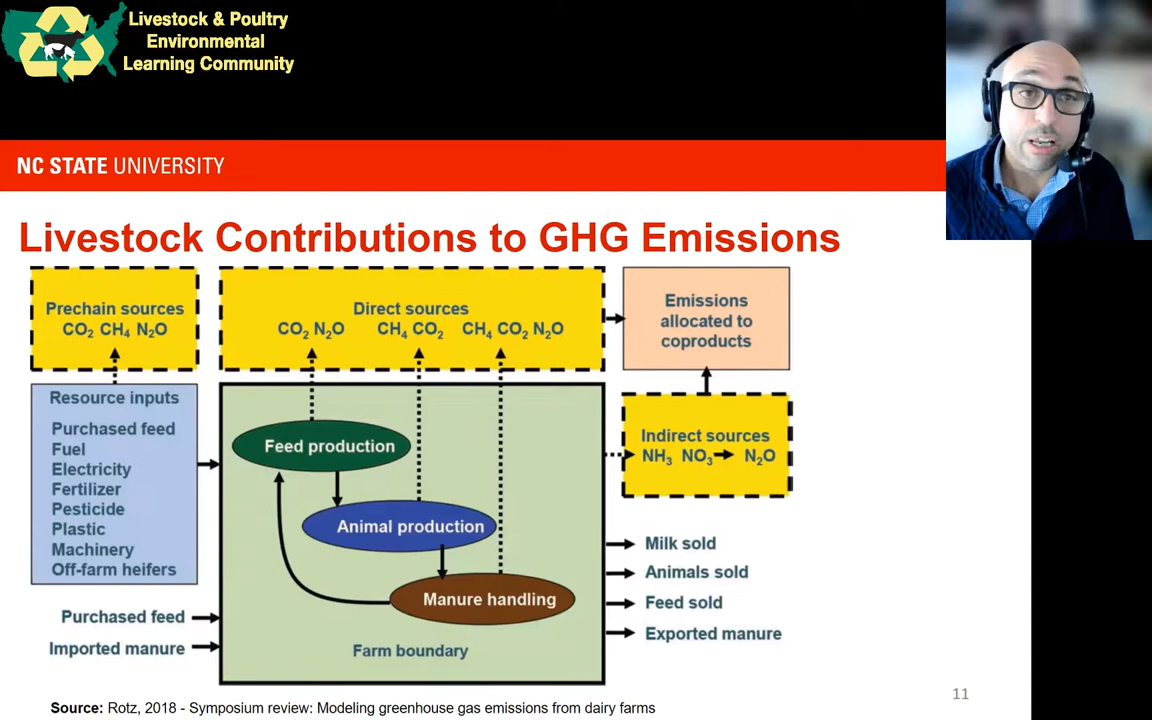 Livestock & Poultry
Environmental
Learning Community
NC STATE UNIVERSITY
Livestock Contributions to GHG Emissions
Prechain sources
CO₂ CH₄ N₂O
Direct sources
CO₂ N₂O CH₄ CO₂ CH₄ CO₂ N₂O
Emissions
allocated to
coproducts
Resource inputs
Purchased feed
Fuel
Electricity
Fertilizer
Pesticide
Plastic
Machinery
Off-farm heifers
Purchased feed
Imported manure
Feed production
Animal production
Manure handling
Farm boundary
Indirect sources
NH₃ NO₃ N₂O
Milk sold
Animals sold
Feed sold
Exported manure
Source: Rotz, 2018 - Symposium review: Modeling greenhouse gas emissions from dairy farms
11